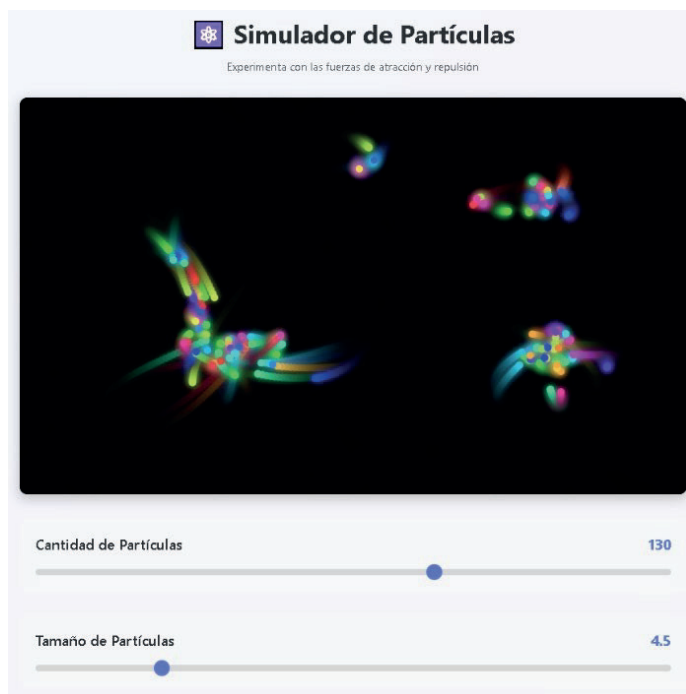 Simulador de Partículas
Experimenta con las fuerzas de atracción y repulsión
Cantidad de Partículas 130
Tamaño de Partículas 4.5